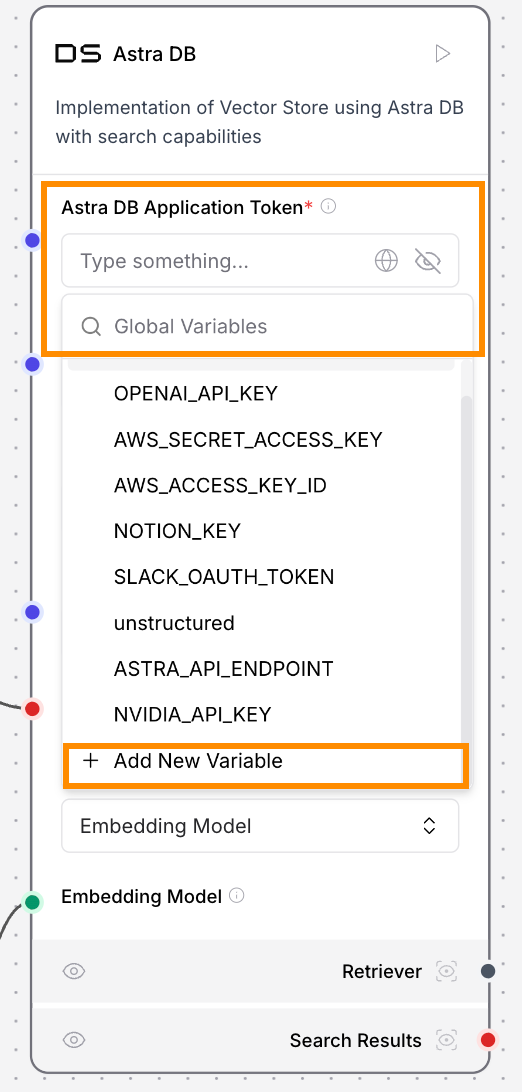 DS Astra DB
Implementation of Vector Store using Astra DB
with search capabilities
Astra DB Application Token*
Type something...
Global Variables
OPENAI_API_KEY
AWS_SECRET_ACCESS_KEY
AWS_ACCESS_KEY_ID
NOTION_KEY
SLACK_OAUTH_TOKEN
unstructured
ASTRA_API_ENDPOINT
NVIDIA_API_KEY
+ Add New Variable
Embedding Model
Embedding Model
Retriever
Search Results